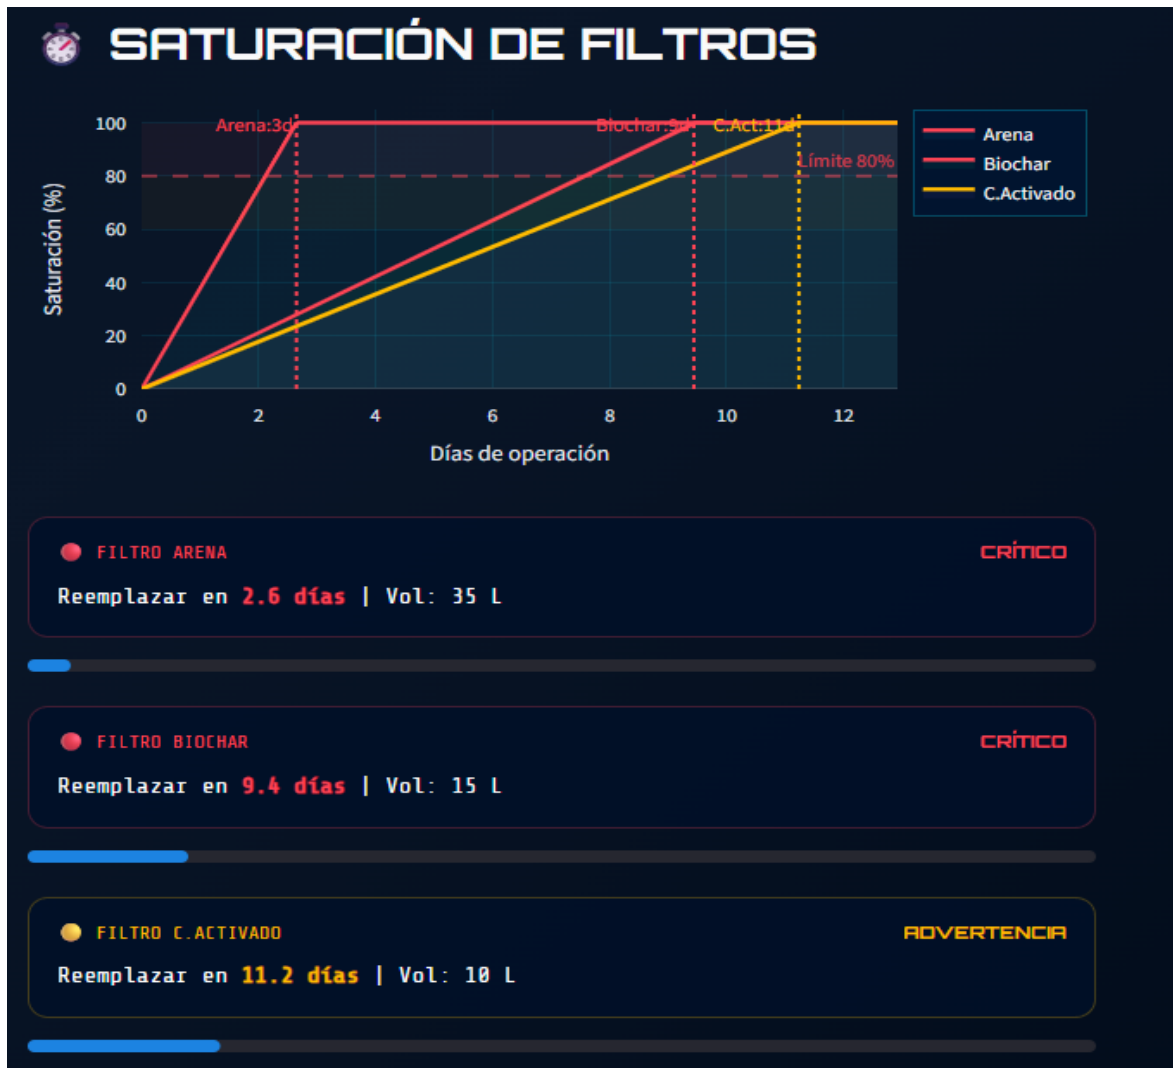 SATURACIÓN DE FILTROS
Arena:3d
Biochar:9d
C.Act:11d
Límite 80%
100
80
60
40
20
0
Saturación (%)
0 2 4 6 8 10 12
Días de operación
Arena
Biochar
C.Activado
FILTRO ARENA CRÍTICO
Reemplazar en 2.6 días | Vol: 35 L
FILTRO BIOCHAR CRÍTICO
Reemplazar en 9.4 días | Vol: 15 L
FILTRO C.ACTIVADO ADVERTENCIA
Reemplazar en 11.2 días | Vol: 10 L